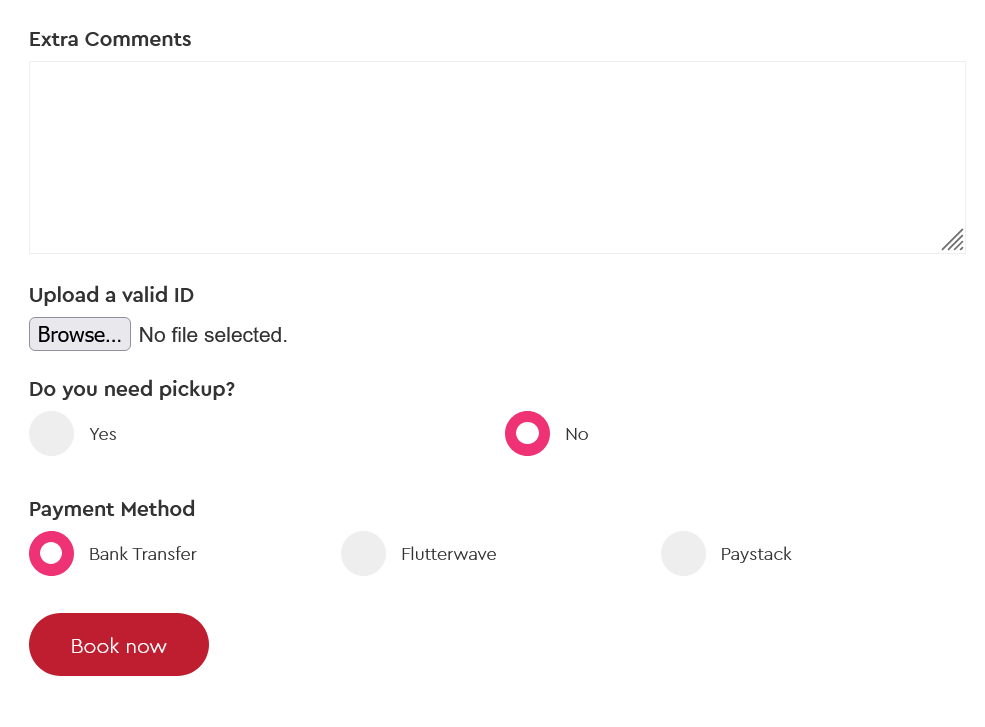 Extra Comments
Upload a valid ID
Browse... No file selected.
Do you need pickup?
Yes No
Payment Method
Bank Transfer Flutterwave Paystack
Book now